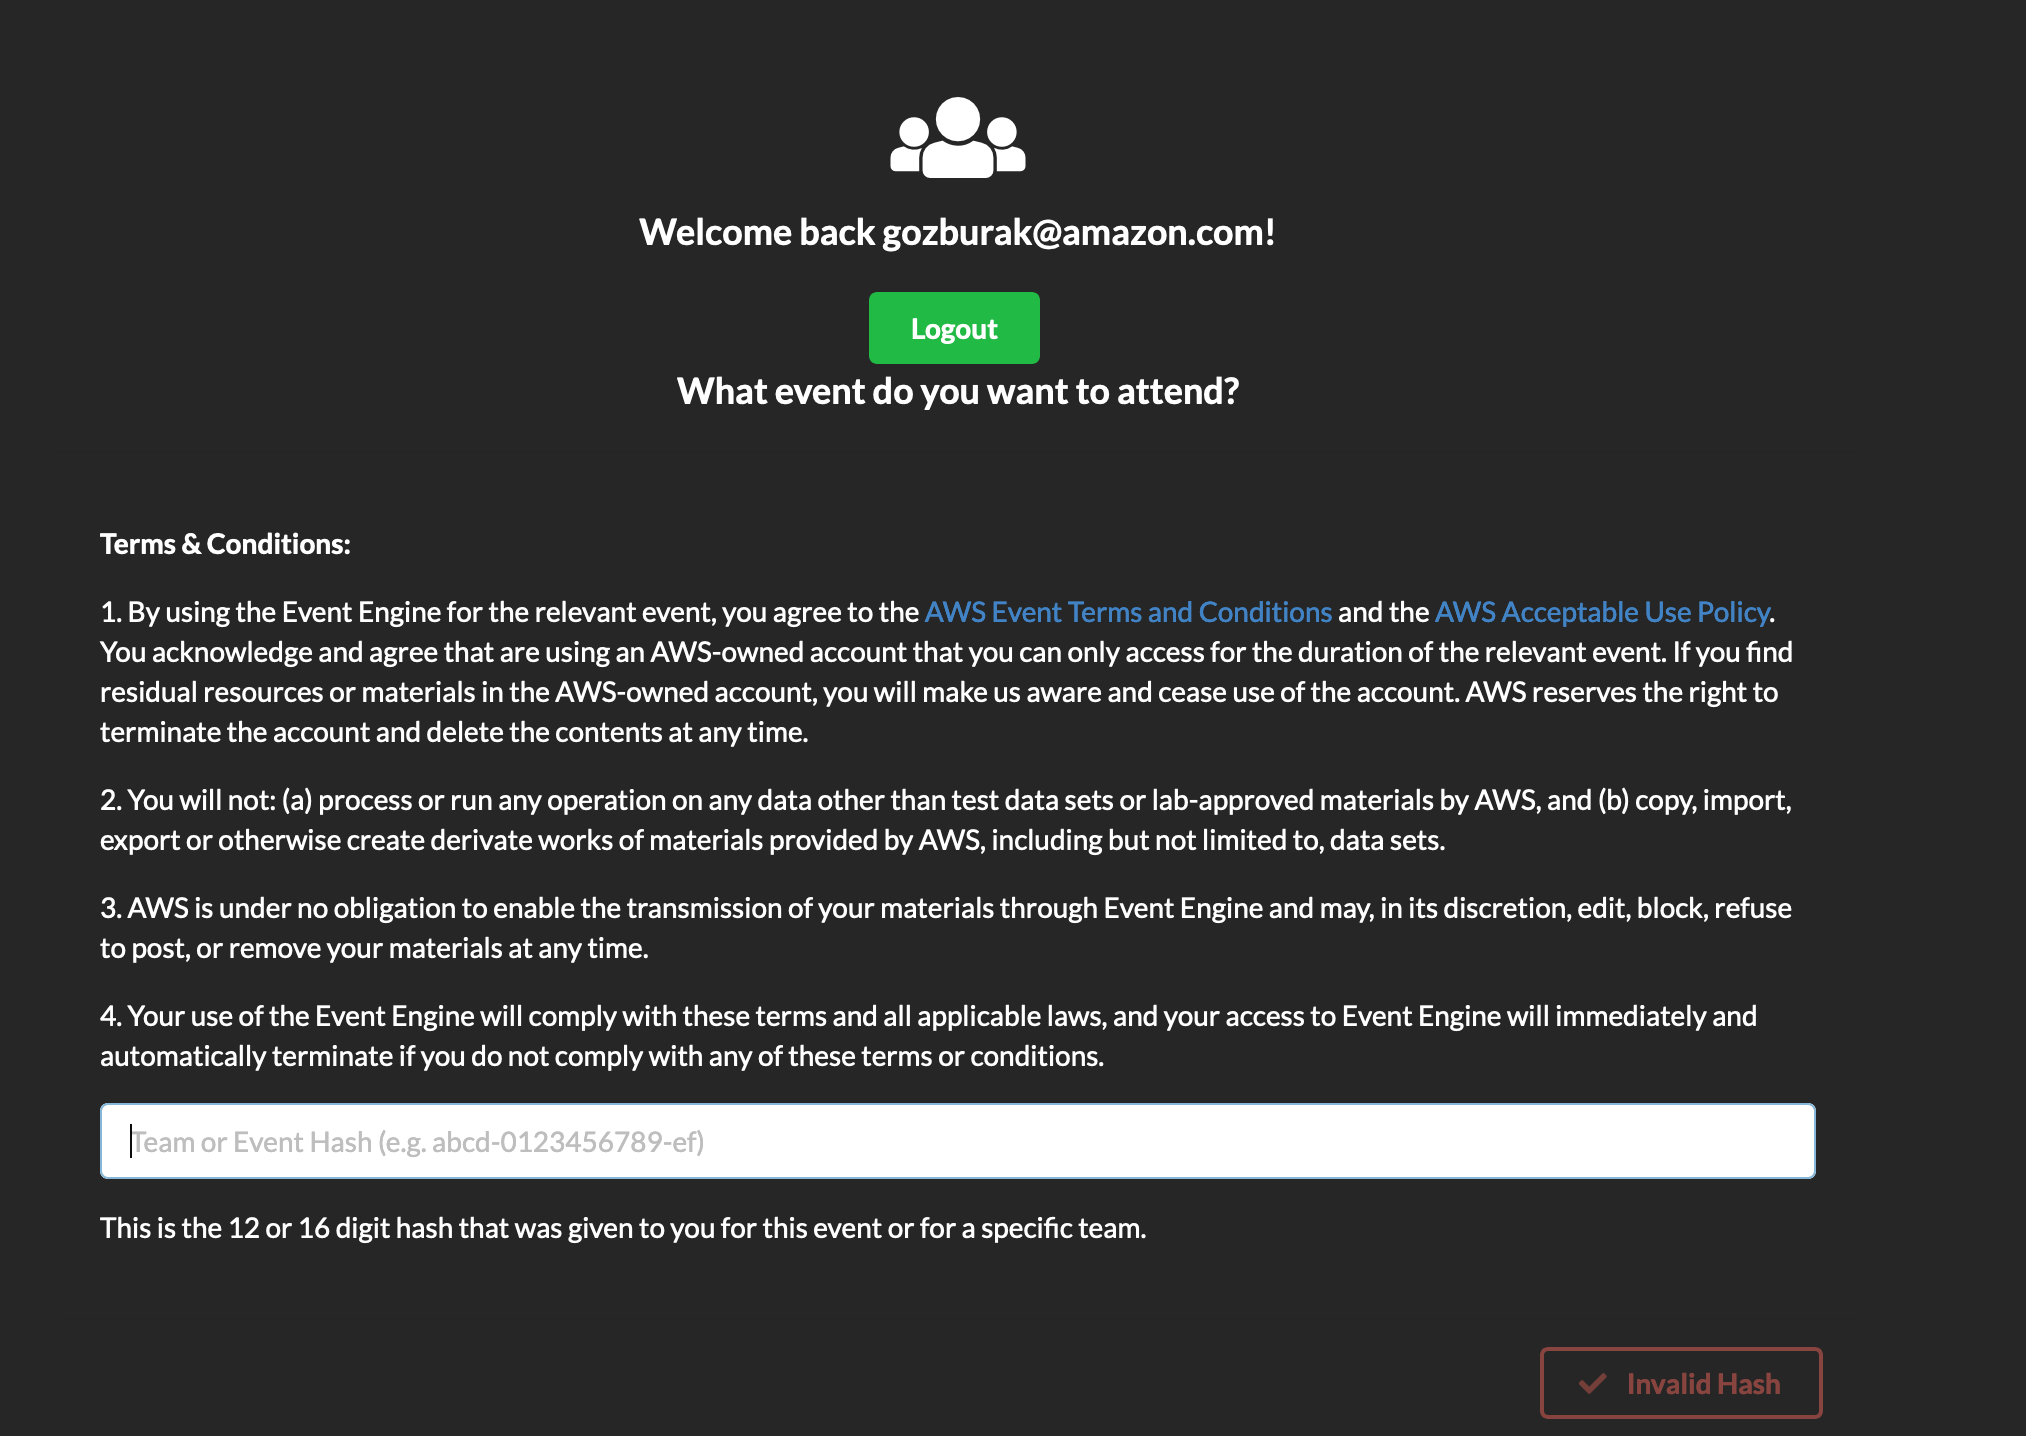 Welcome back gozburak@amazon.com!
Logout
What event do you want to attend?
Terms & Conditions:
1. By using the Event Engine for the relevant event, you agree to the AWS Event Terms and Conditions and the AWS Acceptable Use Policy.
You acknowledge and agree that are using an AWS-owned account that you can only access for the duration of the relevant event. If you find
residual resources or materials in the AWS-owned account, you will make us aware and cease use of the account. AWS reserves the right to
terminate the account and delete the contents at any time.
2. You will not: (a) process or run any operation on any data other than test data sets or lab-approved materials by AWS, and (b) copy, import,
export or otherwise create derivate works of materials provided by AWS, including but not limited to, data sets.
3. AWS is under no obligation to enable the transmission of your materials through Event Engine and may, in its discretion, edit, block, refuse
to post, or remove your materials at any time.
4. Your use of the Event Engine will comply with these terms and all applicable laws, and your access to Event Engine will immediately and
automatically terminate if you do not comply with any of these terms or conditions.
Team or Event Hash (e.g. abcd-0123456789-ef)
This is the 12 or 16 digit hash that was given to you for this event or for a specific team.
Invalid Hash